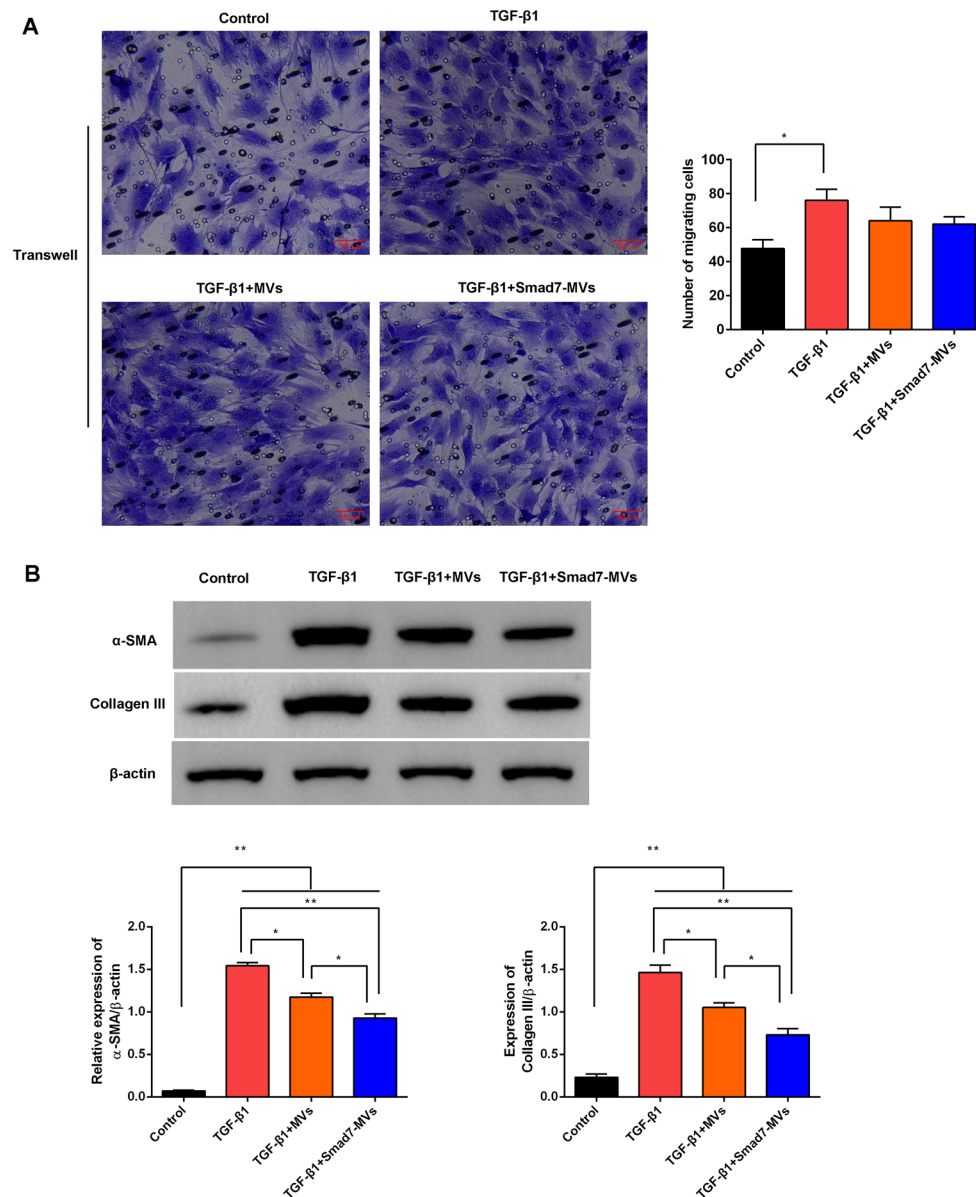 A
Control
TGF-β1
Transwell
TGF-β1+MVs
TGF-β1+Smad7-MVs
*
Number of migrating cells
100
80
60
40
20
0
Control
TGF-β1
TGF-β1+MVs
TGF-β1+Smad7-MVs
B
Control TGF-β1 TGF-β1+MVs TGF-β1+Smad7-MVs
α-SMA
Collagen III
β-actin
**
**
*
*
Relative expression of
α-SMA/β-actin
2.0
1.5
1.0
0.5
0.0
Control
TGF-β1
TGF-β1+MVs
TGF-β1+Smad7-MVs
**
**
*
*
Expression of
Collagen III/β-actin
2.0
1.5
1.0
0.5
0.0
Control
TGF-β1
TGF-β1+MVs
TGF-β1+Smad7-MVs